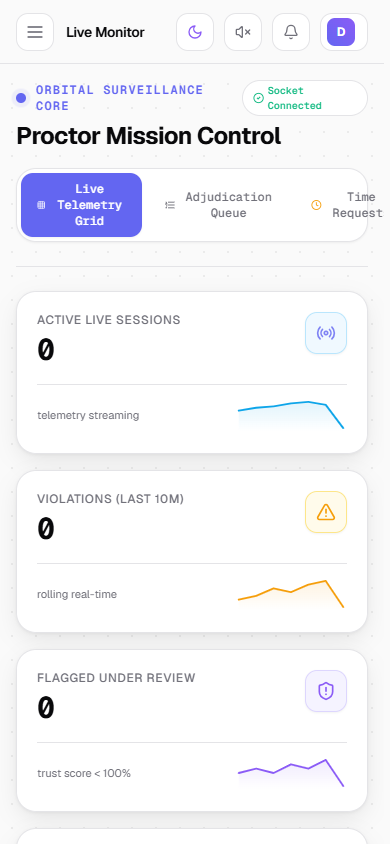 Live Monitor
D
ORBITAL SURVEILLANCE
CORE
Socket
Connected
Proctor Mission Control
Live
Telemetry
Grid
Adjudication
Queue
Time
Request
ACTIVE LIVE SESSIONS
0
telemetry streaming
VIOLATIONS (LAST 10M)
0
rolling real-time
FLAGGED UNDER REVIEW
0
trust score < 100%